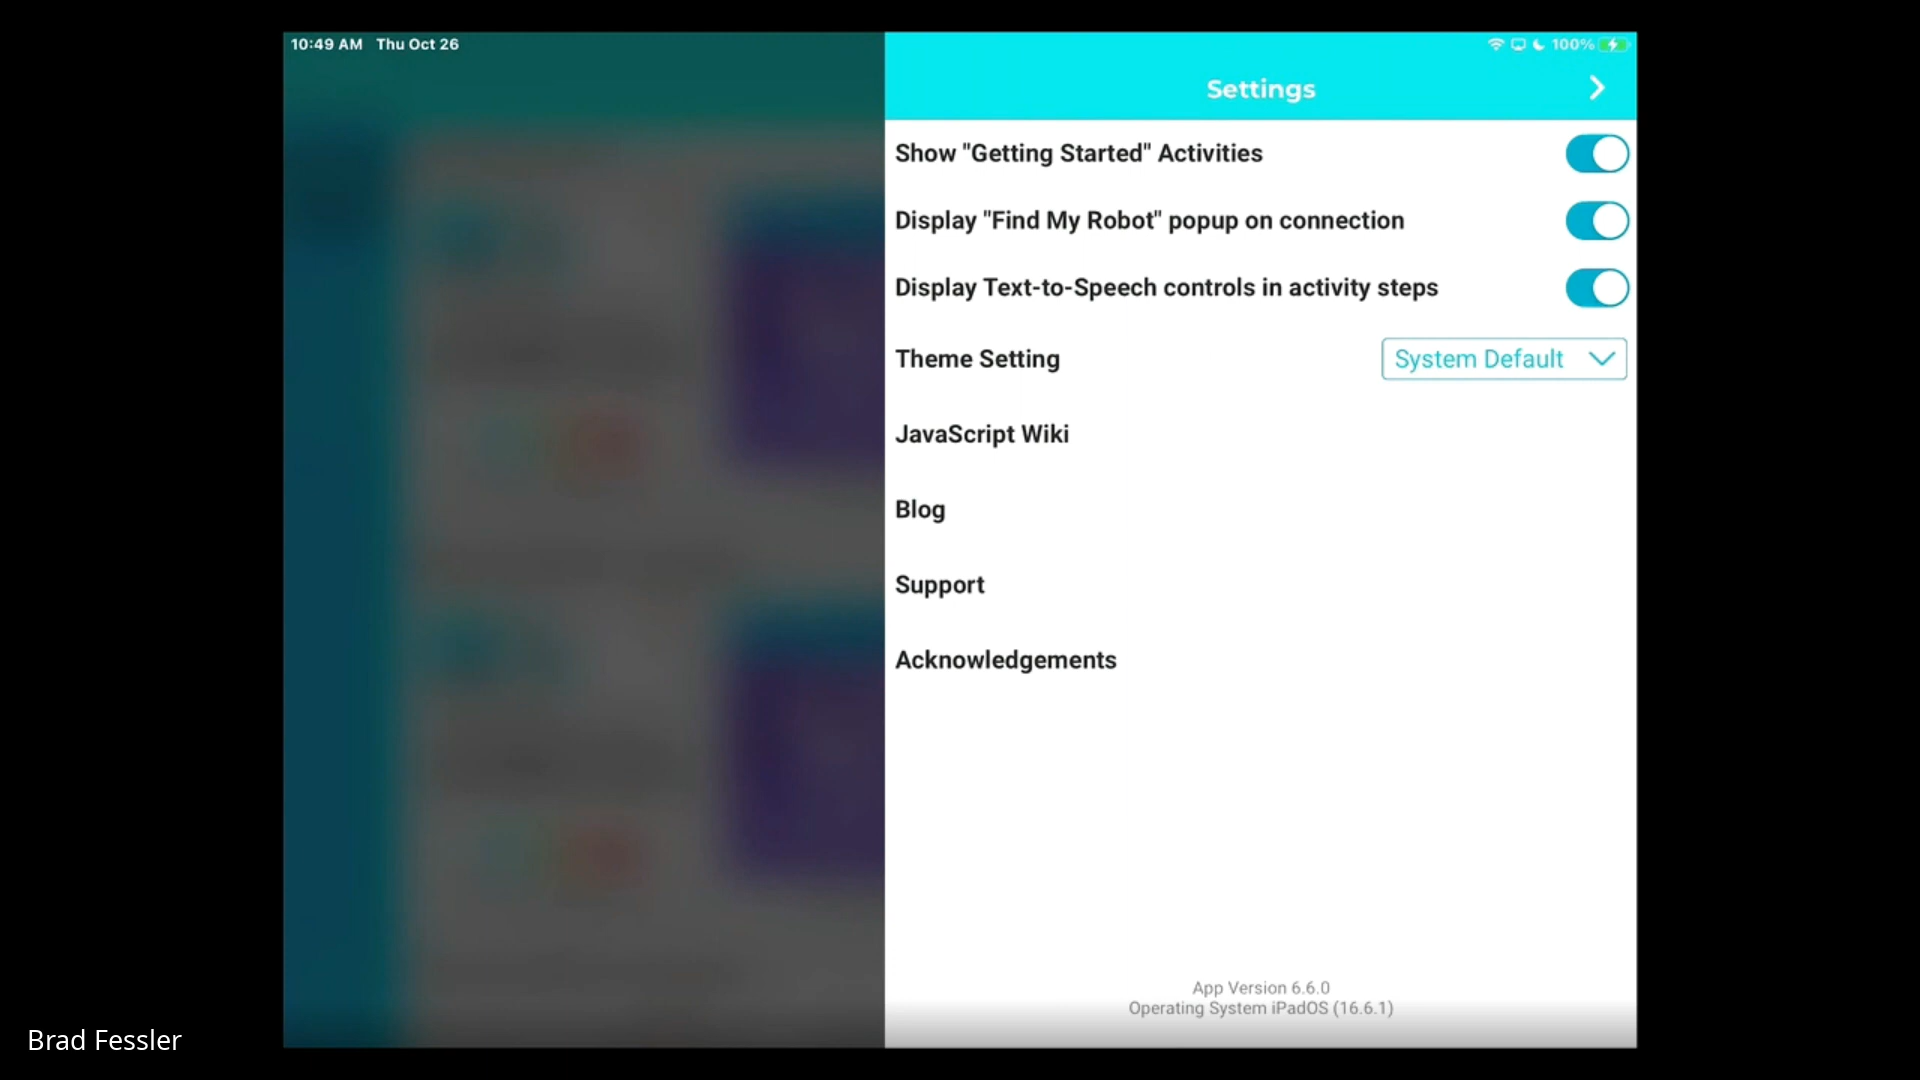 10:49 AM Thu Oct 26
100%
Settings
Show "Getting Started" Activities
Display "Find My Robot" popup on connection
Display Text-to-Speech controls in activity steps
Theme Setting
System Default
JavaScript Wiki
Blog
Support
Acknowledgements
App Version 6.6.0
Operating System iPadOS (16.6.1)
Brad Fessler